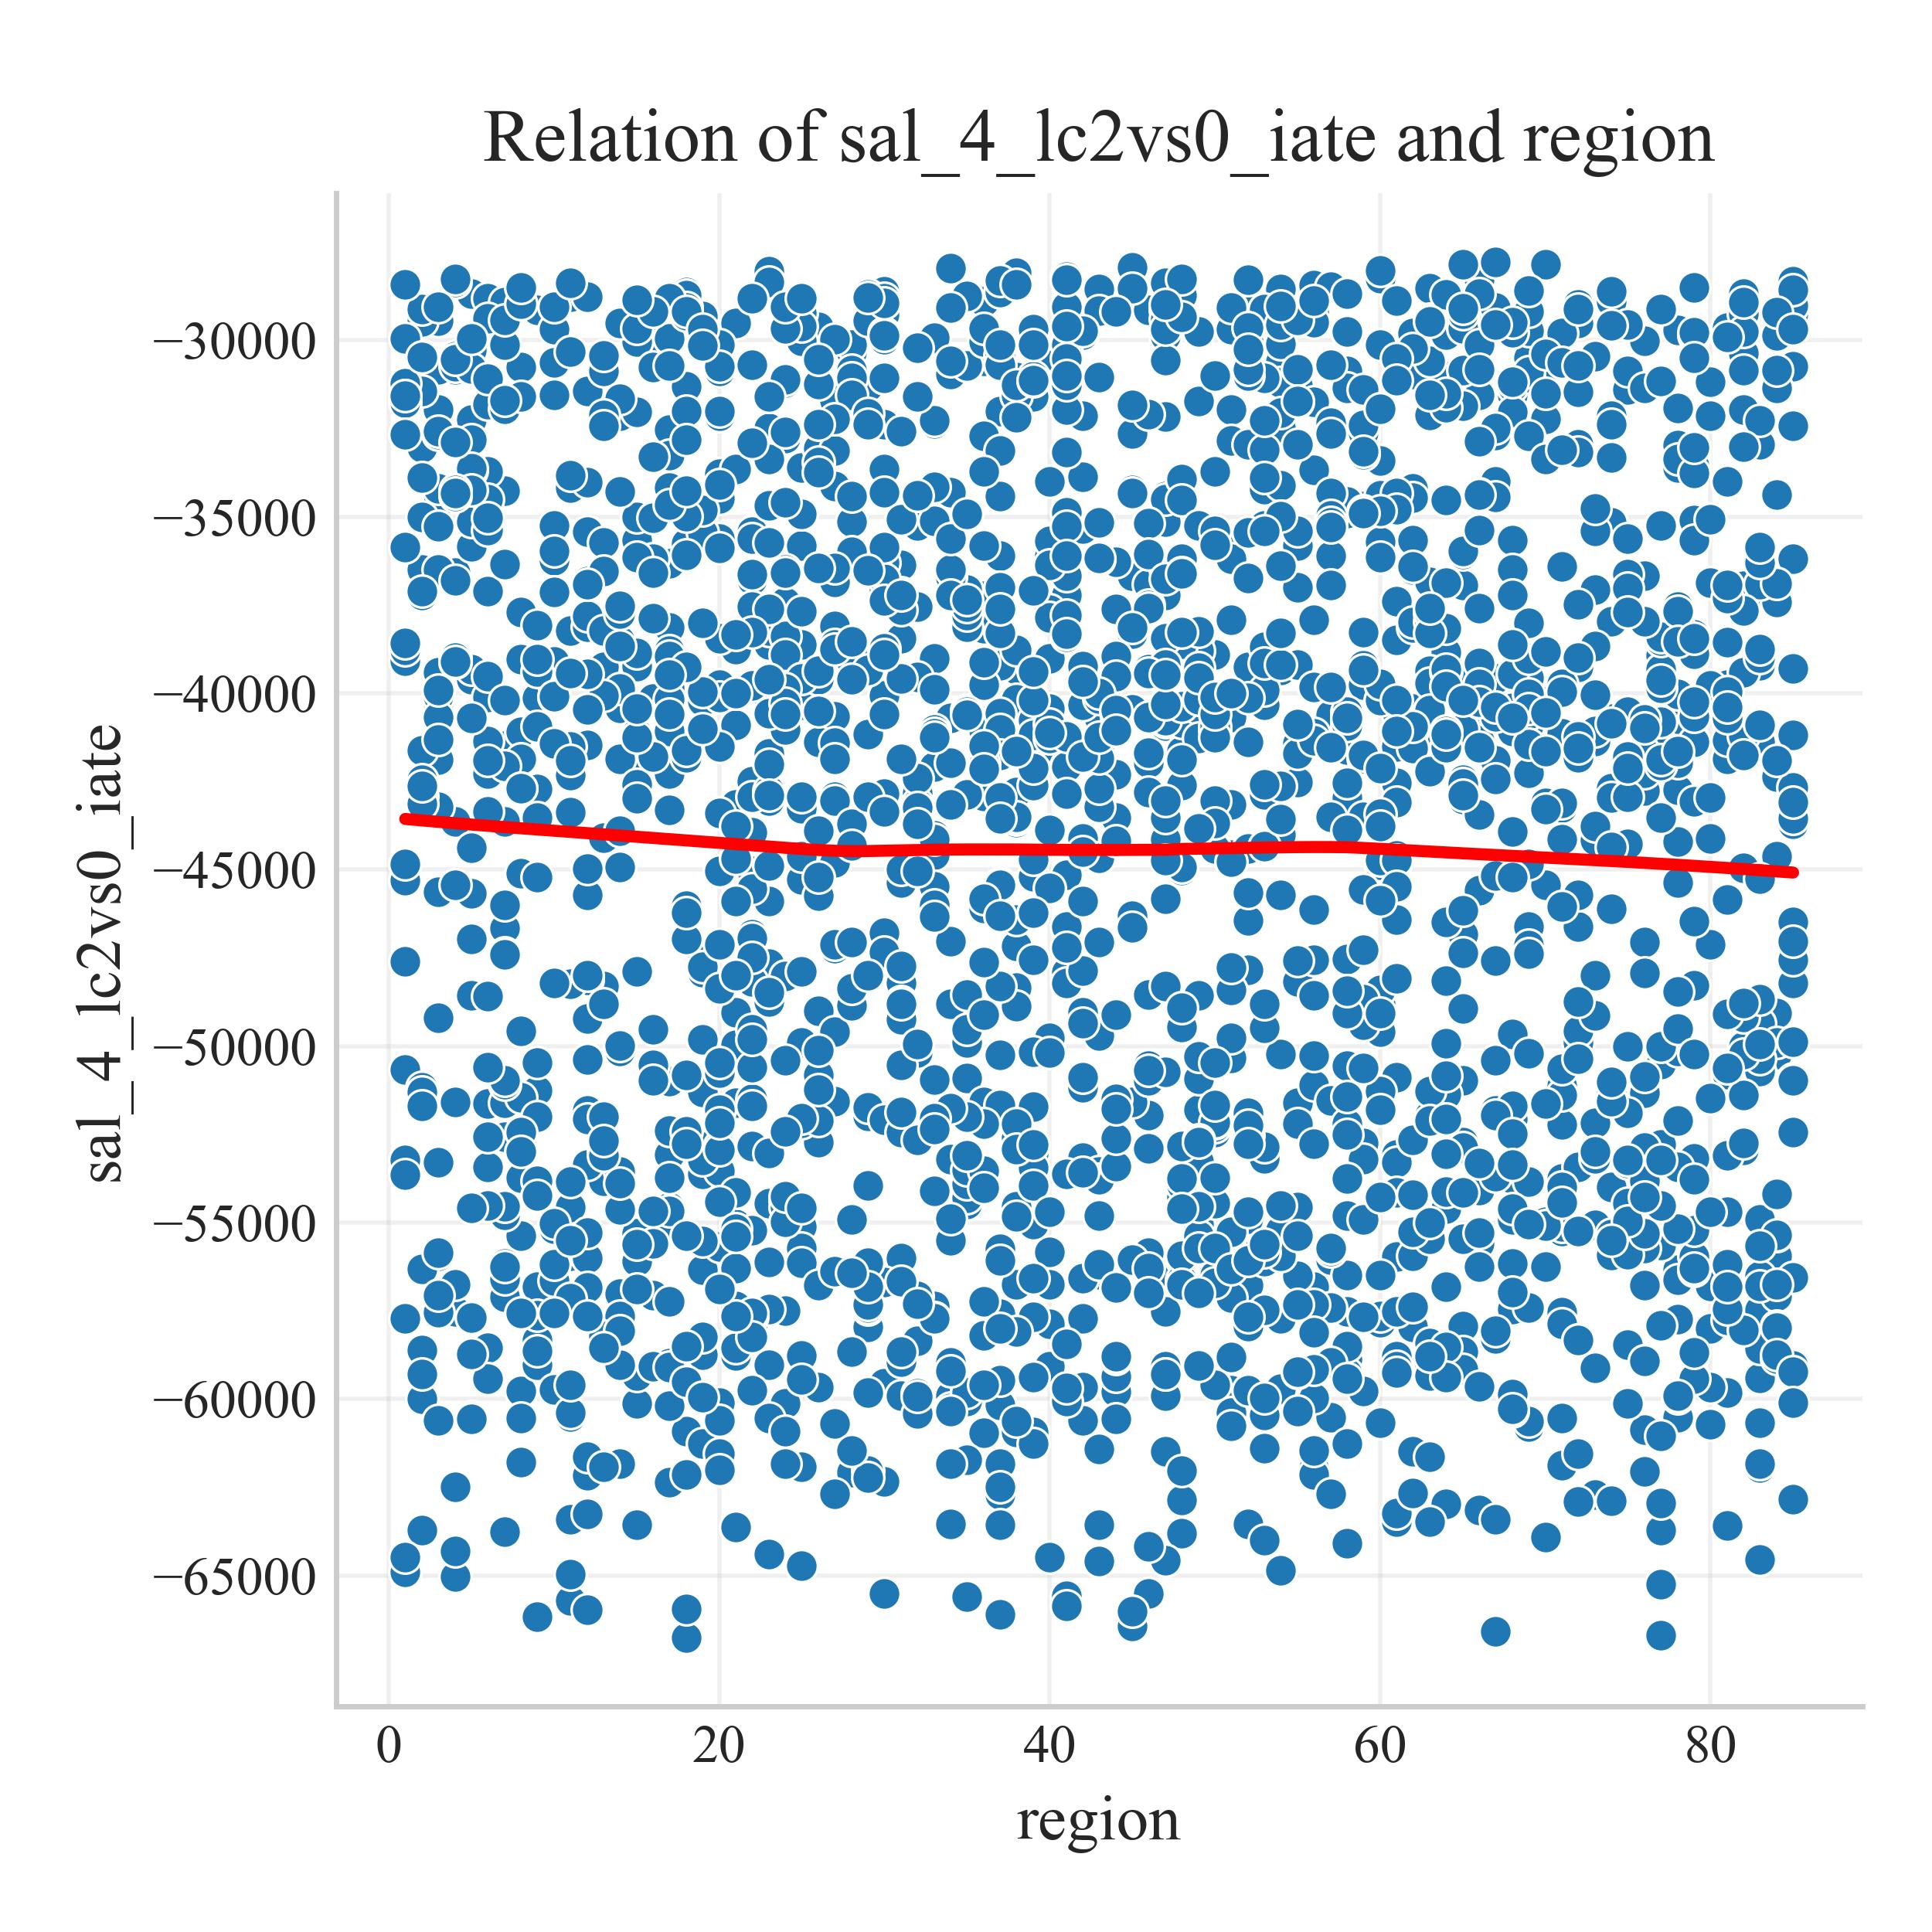 Relation of sal_4_lc2vs0_iate and region
sal_4_lc2vs0_iate
−30000
−35000
−40000
−45000
−50000
−55000
−60000
−65000
0 20 40 60 80
region